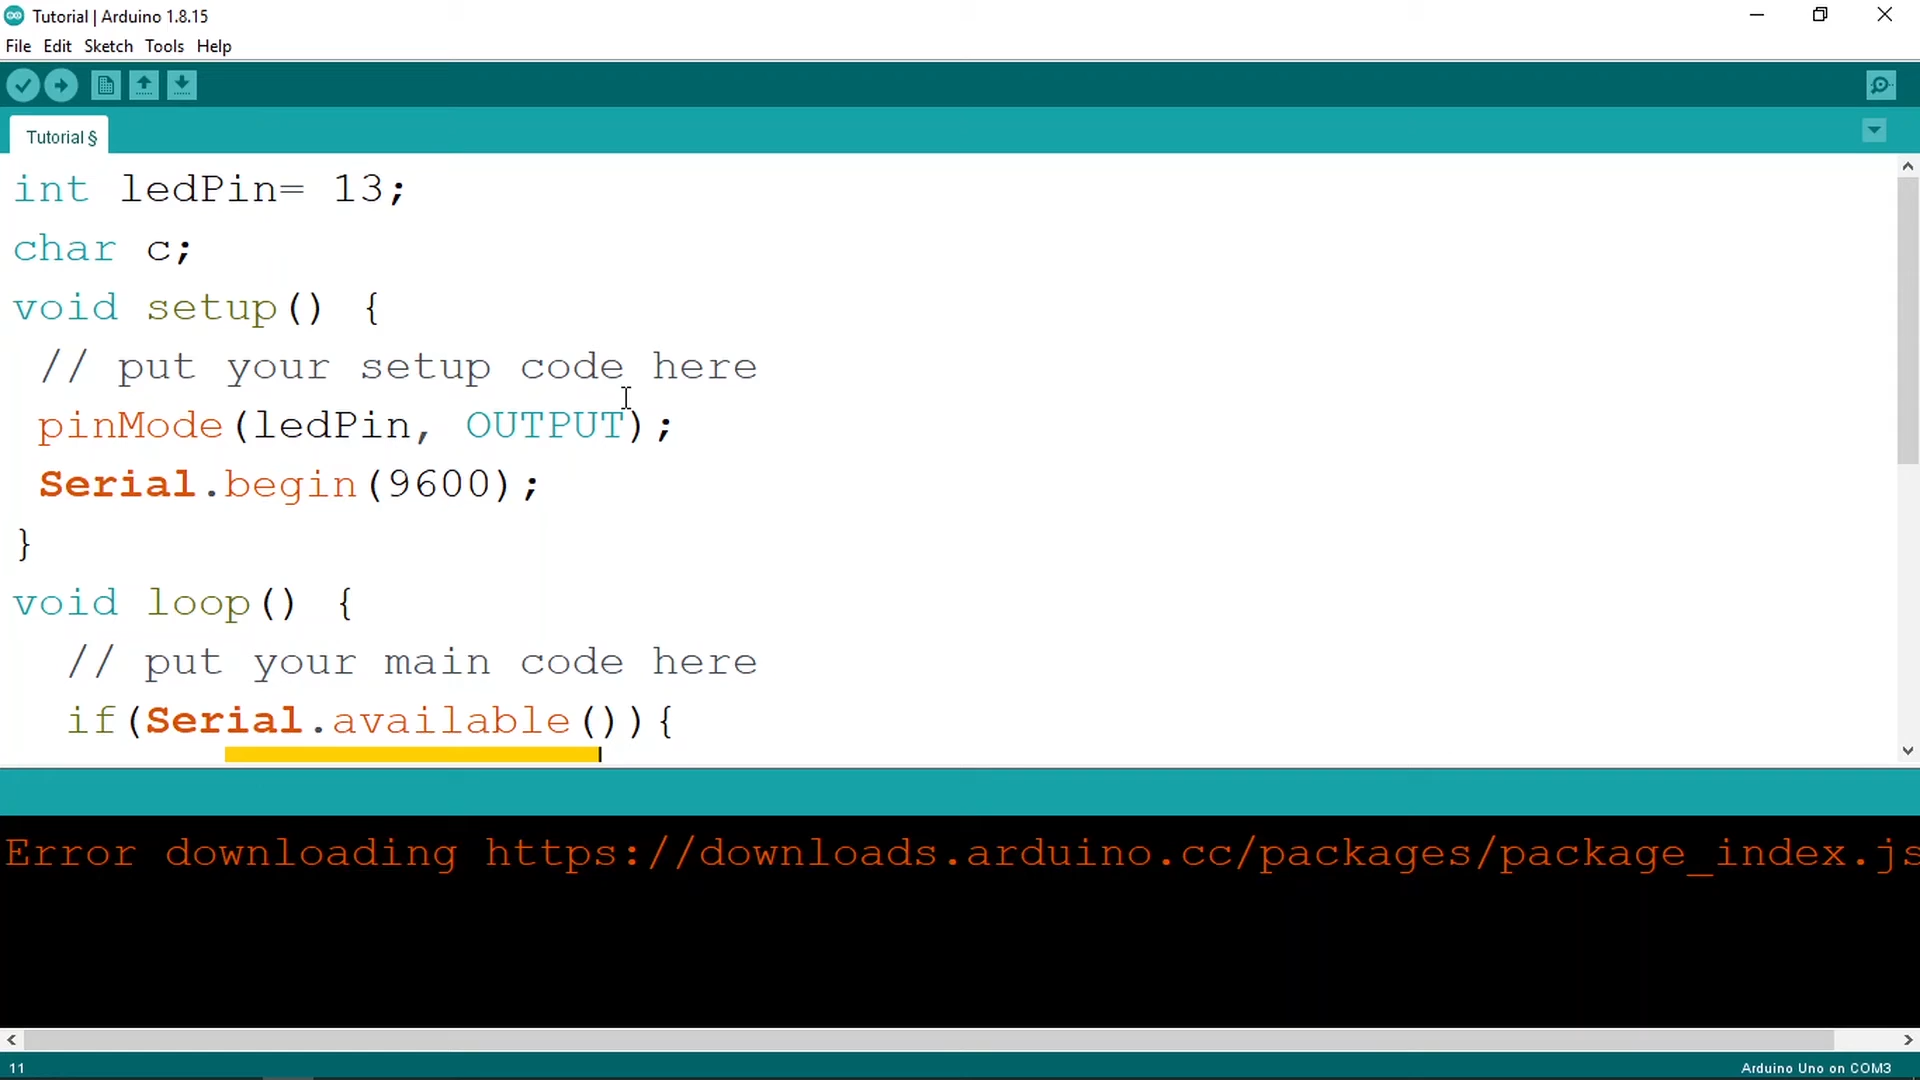 Tutorial | Arduino 1.8.15
File Edit Sketch Tools Help
Tutorial §
int ledPin= 13;
char c;
void setup() {
// put your setup code here
pinMode(ledPin, OUTPUT);
Serial.begin(9600);
}
void loop() {
// put your main code here
if(Serial.available()){
Error downloading https://downloads.arduino.cc/packages/package_index.js
11
Arduino Uno on COM3